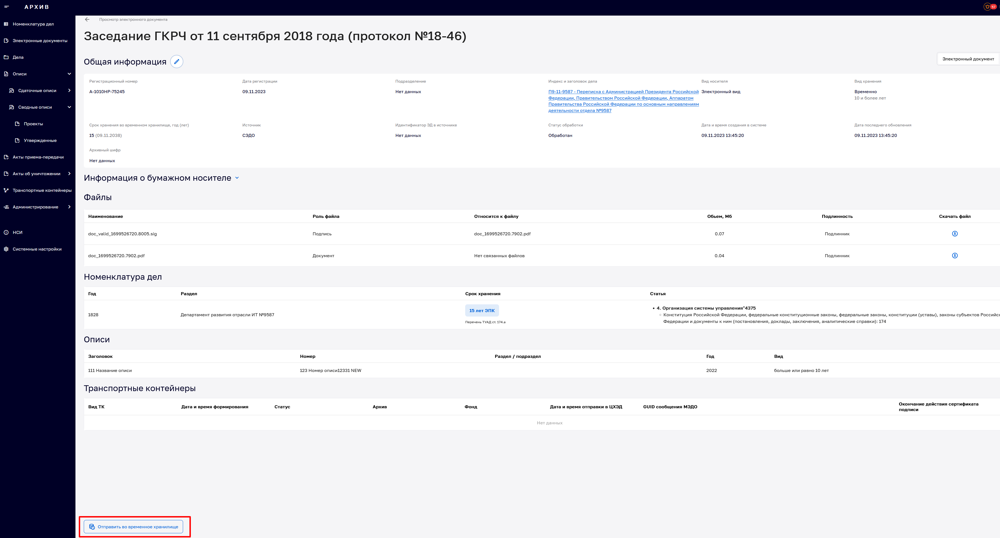 АРХИВ
57
Номенклатура дел
Электронные документы
Дела
Описи
Сдаточные описи
Сводные описи
Проекты
Утвержденные
Акты приема-передачи
Акты об уничтожении
Транспортные контейнеры
Администрирование
НСИ
Системные настройки
Просмотр электронного документа
Заседание ГКРЧ от 11 сентября 2018 года (протокол №18-46)
Общая информация
Электронный документ
Регистрационный номер
А-1010НР-75245
Дата регистрации
09.11.2023
Подразделение
Нет данных
Индекс и заголовок дела
П9-11-9587 - Переписка с Администрацией Президента Российской
Федерации, Правительством Российской Федерации, Аппаратом
Правительства Российской Федерации по основным направлениям
деятельности отдела №9587
Вид носителя
Электронный вид
Вид хранения
Временно
10 и более лет
Срок хранения во временном хранилище, год (лет)
15 (09.11.2038)
Источник
СЭДО
Идентификатор ЭД в источнике
Нет данных
Статус обработки
Обработан
Дата и время создания в системе
09.11.2023 13:45:20
Дата последнего обновления
09.11.2023 13:45:20
Архивный шифр
Нет данных
Информация о бумажном носителе
Файлы
Наименование Роль файла Относится к файлу Обьем, Мб Подлинность Скачать файл
doc_valid_1699526720.8005.sig Подпись doc_1699526720.7902.pdf 0.07 Подлинник
doc_1699526720.7902.pdf Документ Нет связанных файлов 0.04 Подлинник
Номенклатура дел
Год Раздел Срок хранения Статья
1828 Департамент развития отрасли ИТ №9587
15 лет ЭПК
Перечень ТУАД ст. 174.а
4. Организация системы управления"4375
Конституция Российской Федерации, федеральные конституционные законы, федеральные законы, конституции (уставы), законы субъектов Российск
Федерации и документы к ним (постановления, доклады, заключения, аналитические справки): 174
Описи
Заголовок Номер Раздел / подраздел Год Вид
111 Название описи 123 Номер описи12331 NEW 2022 больше или равно 10 лет
Транспортные контейнеры
Вид ТК Дата и время формирования Статус Архив Фонд Дата и время отправки в ЦХЭД GUID сообщения МЭДО Окончание действия сертификата
подписи
Нет данных
Отправить во временное хранилище